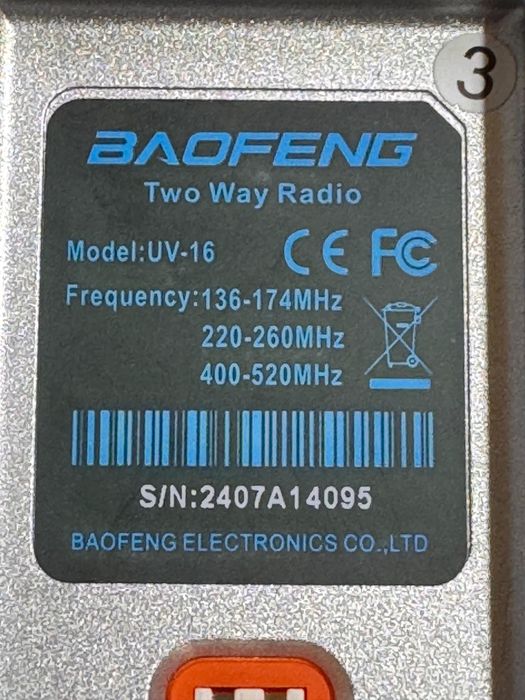 3
BAOFENG
Two Way Radio
Model:UV-16
CE FC
Frequency:136-174MHz
220-260MHz
400-520MHz
S/N:2407A14095
BAOFENG ELECTRONICS CO.,LTD